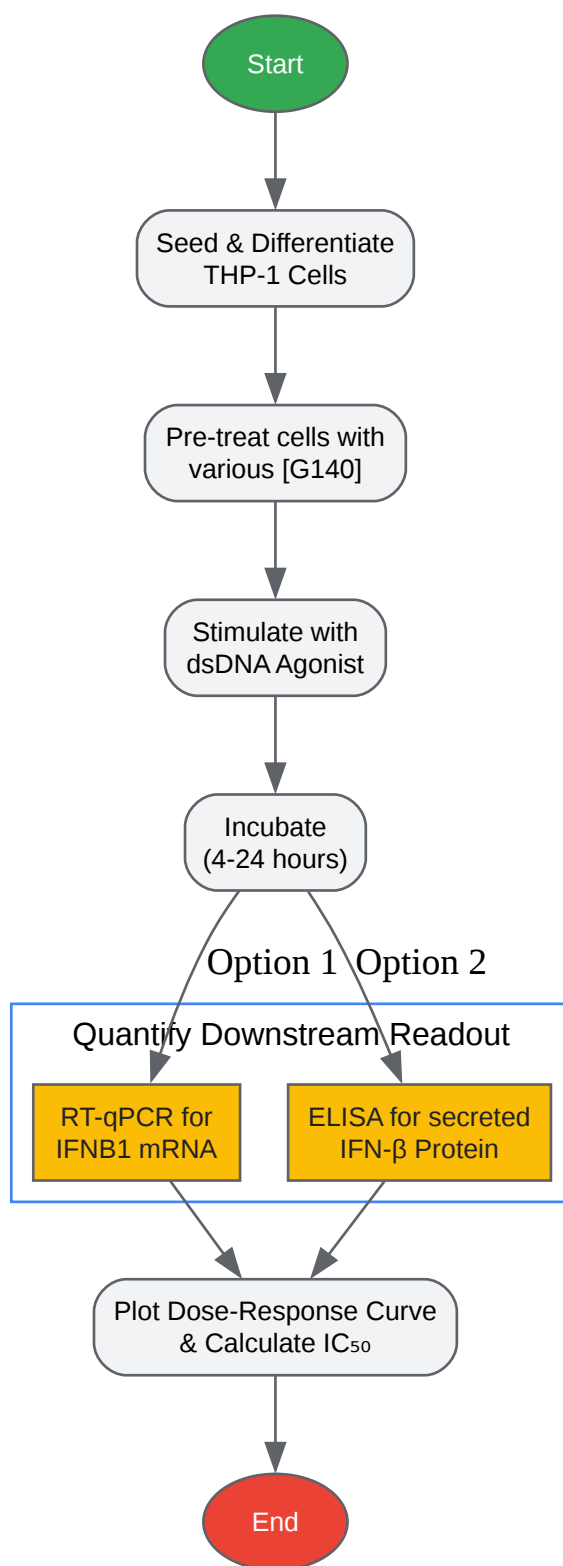 Start
Seed & Differentiate
THP-1 Cells
Pre-treat cells with
various [G140]
Stimulate with
dsDNA Agonist
Incubate
(4-24 hours)
Option 1
Option 2
Quantify Downstream Readout
RT-qPCR for
IFNB1 mRNA
ELISA for secreted
IFN-β Protein
Plot Dose-Response Curve
& Calculate IC₅₀
End